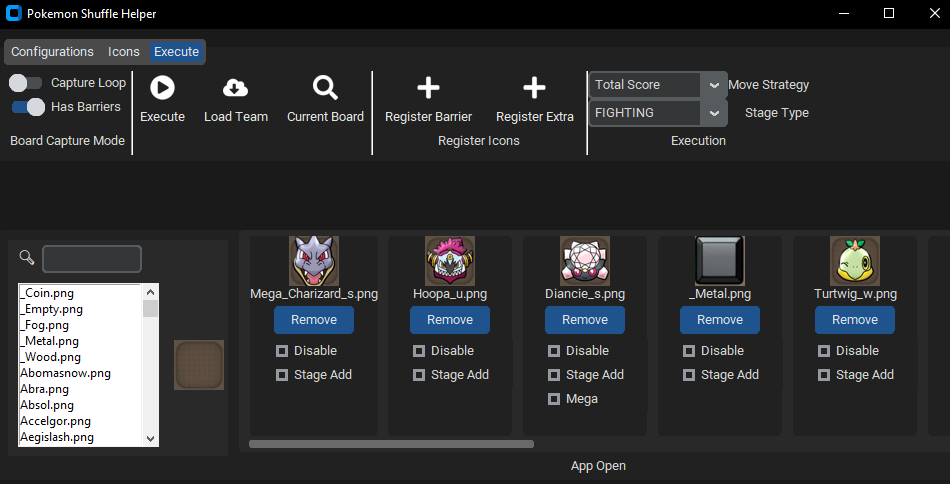 Pokemon Shuffle Helper
Configurations Icons Execute
Capture Loop
Has Barriers
Board Capture Mode
Execute
Load Team
Current Board
Register Barrier
Register Extra
Register Icons
Total Score
Move Strategy
FIGHTING
Stage Type
Execution
_Coin.png
_Empty.png
_Fog.png
_Metal.png
_Wood.png
Abomasnow.png
Abra.png
Absol.png
Accelgor.png
Aegislash.png
Mega_Charizard_s.png
Remove
Disable
Stage Add
Hoopa_u.png
Remove
Disable
Stage Add
Diancie_s.png
Remove
Disable
Stage Add
Mega
_Metal.png
Remove
Disable
Stage Add
Turtwig_w.png
Remove
Disable
Stage Add
App Open